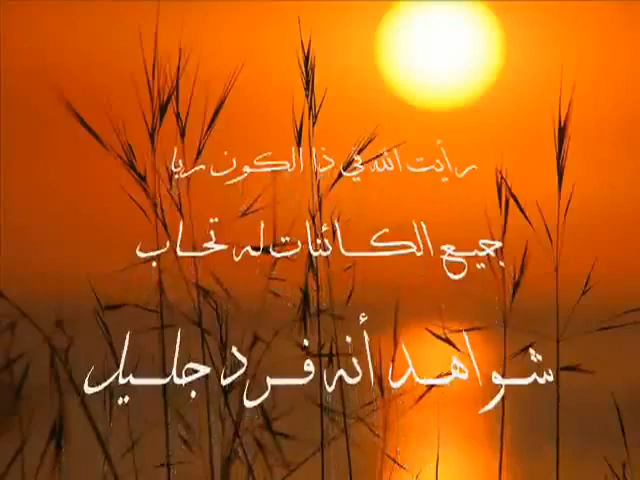 رأيت الله في ذا الكون ربا
جميع الكائنات له تحاب
شواهد أنه فرد جليل